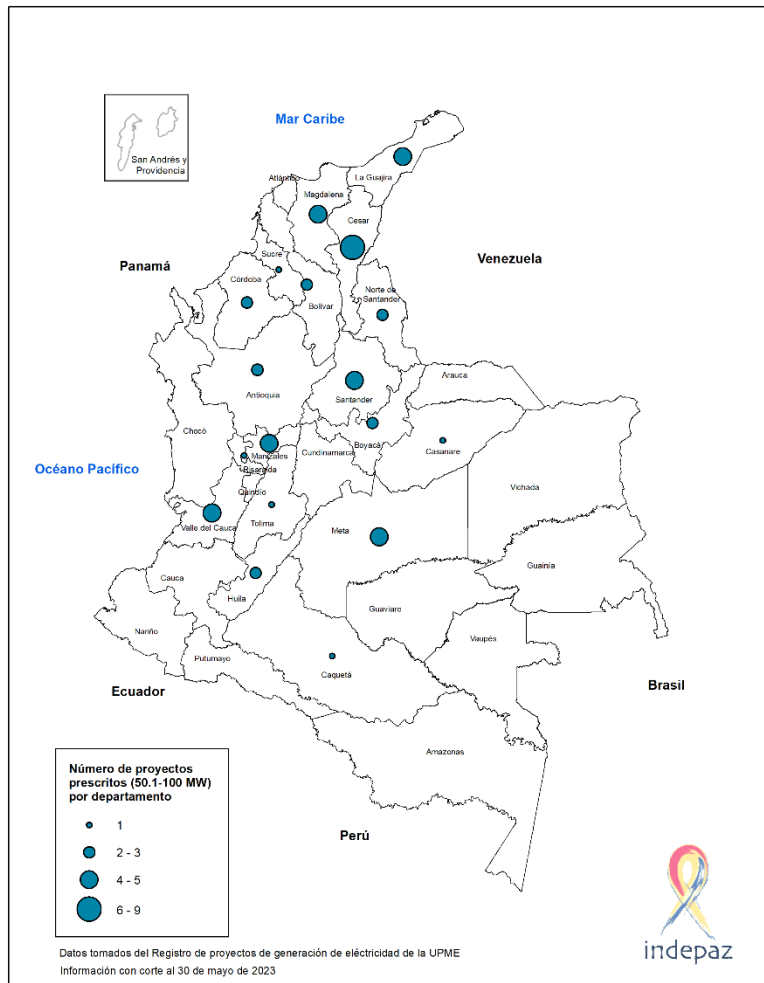 Mar Caribe
San Andrés y
Providencia
La Guajira
Atlántico
Magdalena
Cesar
Sucre
Panamá
Venezuela
Córdoba
Bolívar
Norte de
Santander
Arauca
Antioquia
Santander
Chocó
Boyacá
Casanare
Cundinamarca
Manizales
Risaralda
Océano Pacífico
Quindío
Vichada
Valle del Cauca
Tolima
Meta
Guainía
Cauca
Huila
Guaviare
Nariño
Vaupés
Putumayo
Caquetá
Ecuador
Brasil
Amazonas
Número de proyectos
prescritos (50.1-100 MW)
por departamento
1
2 - 3
4 - 5
6 - 9
Perú
indepaz
Datos tomados del Registro de proyectos de generación de eléctricidad de la UPME
Información con corte al 30 de mayo de 2023